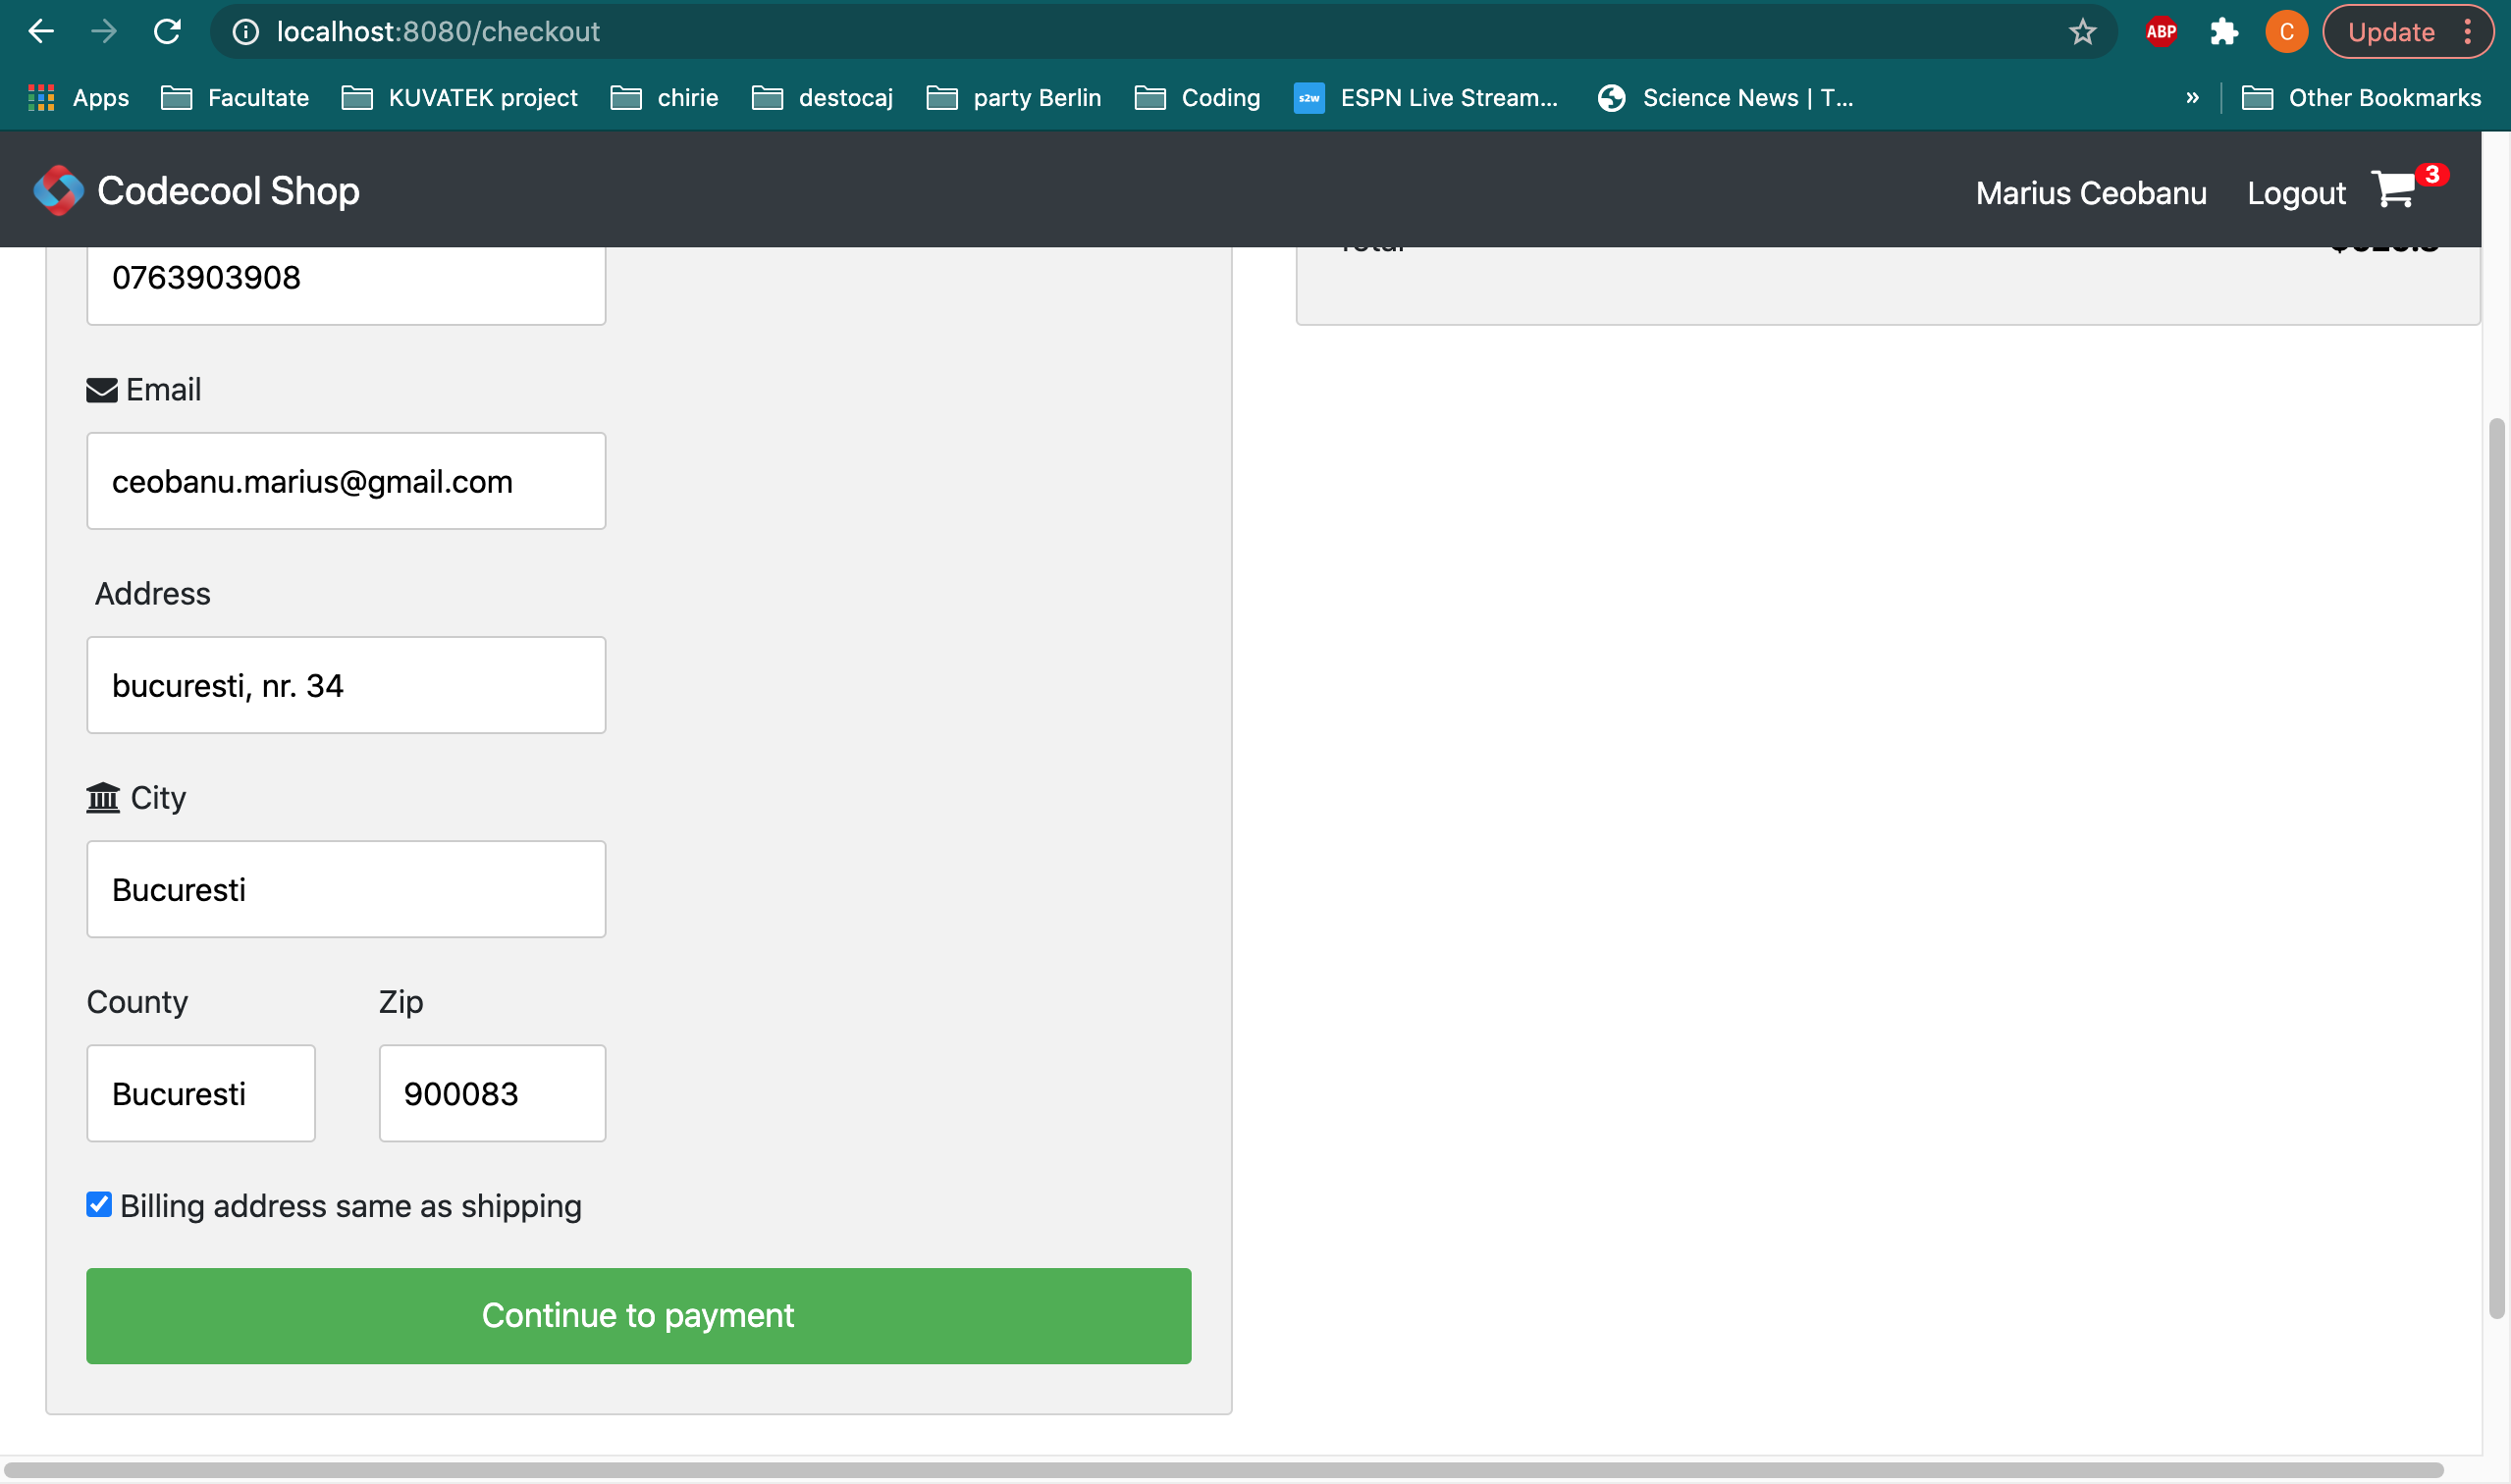 localhost:8080/checkout
ABP
C
Update
Apps
Facultate
KUVATEK project
chirie
destocaj
party Berlin
Coding
s2w
ESPN Live Stream...
Science News | T...
»
Other Bookmarks
Codecool Shop
Marius Ceobanu
Logout
3
Total
0763903908
Email
ceobanu.marius@gmail.com
Address
bucuresti, nr. 34
City
Bucuresti
County
Zip
Bucuresti
900083
Billing address same as shipping
Continue to payment